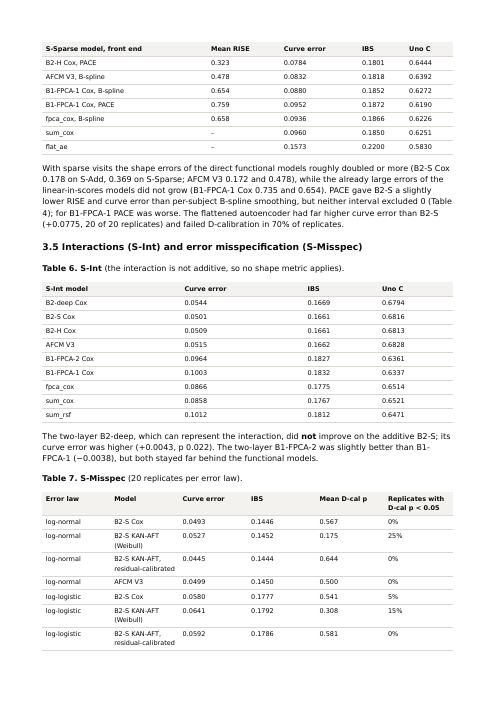 S-Sparse model, front end Mean RISE Curve error IBS Uno C
B2-H Cox, PACE 0.323 0.0784 0.1801 0.6444
AFCM V3, B-spline 0.478 0.0832 0.1818 0.6392
B1-FPCA-1 Cox, B-spline 0.654 0.0880 0.1852 0.6272
B1-FPCA-1 Cox, PACE 0.759 0.0952 0.1872 0.6190
fpca_cox, B-spline 0.658 0.0936 0.1866 0.6226
sum_cox – 0.0960 0.1850 0.6251
flat_ae – 0.1573 0.2200 0.5830
With sparse visits the shape errors of the direct functional models roughly doubled or more (B2-S Cox
0.178 on S-Add, 0.369 on S-Sparse; AFCM V3 0.172 and 0.478), while the already large errors of the
linear-in-scores models did not grow (B1-FPCA-1 Cox 0.735 and 0.654). PACE gave B2-S a slightly
lower RISE and curve error than per-subject B-spline smoothing, but neither interval excluded 0 (Table
4); for B1-FPCA-1 PACE was worse. The flattened autoencoder had far higher curve error than B2-S
(+0.0775, 20 of 20 replicates) and failed D-calibration in 70% of replicates.
3.5 Interactions (S-Int) and error misspecification (S-Misspec)
Table 6. S-Int (the interaction is not additive, so no shape metric applies).
S-Int model Curve error IBS Uno C
B2-deep Cox 0.0544 0.1669 0.6794
B2-S Cox 0.0501 0.1661 0.6816
B2-H Cox 0.0509 0.1661 0.6813
AFCM V3 0.0515 0.1662 0.6828
B1-FPCA-2 Cox 0.0964 0.1827 0.6361
B1-FPCA-1 Cox 0.1003 0.1832 0.6337
fpca_cox 0.0866 0.1775 0.6514
sum_cox 0.0858 0.1767 0.6521
sum_rsf 0.1012 0.1812 0.6471
The two-layer B2-deep, which can represent the interaction, did not improve on the additive B2-S; its
curve error was higher (+0.0043, p 0.022). The two-layer B1-FPCA-2 was slightly better than B1-
FPCA-1 (−0.0038), but both stayed far behind the functional models.
Table 7. S-Misspec (20 replicates per error law).
Error law Model Curve error IBS Mean D-cal p Replicates with
D-cal p < 0.05
log-normal B2-S Cox 0.0493 0.1446 0.567 0%
log-normal B2-S KAN-AFT 0.0527 0.1452 0.175 25%
(Weibull)
log-normal B2-S KAN-AFT, 0.0445 0.1444 0.644 0%
residual-calibrated
log-normal AFCM V3 0.0499 0.1450 0.500 0%
log-logistic B2-S Cox 0.0580 0.1777 0.541 5%
log-logistic B2-S KAN-AFT 0.0641 0.1792 0.308 15%
(Weibull)
log-logistic B2-S KAN-AFT, 0.0592 0.1786 0.581 0%
residual-calibrated